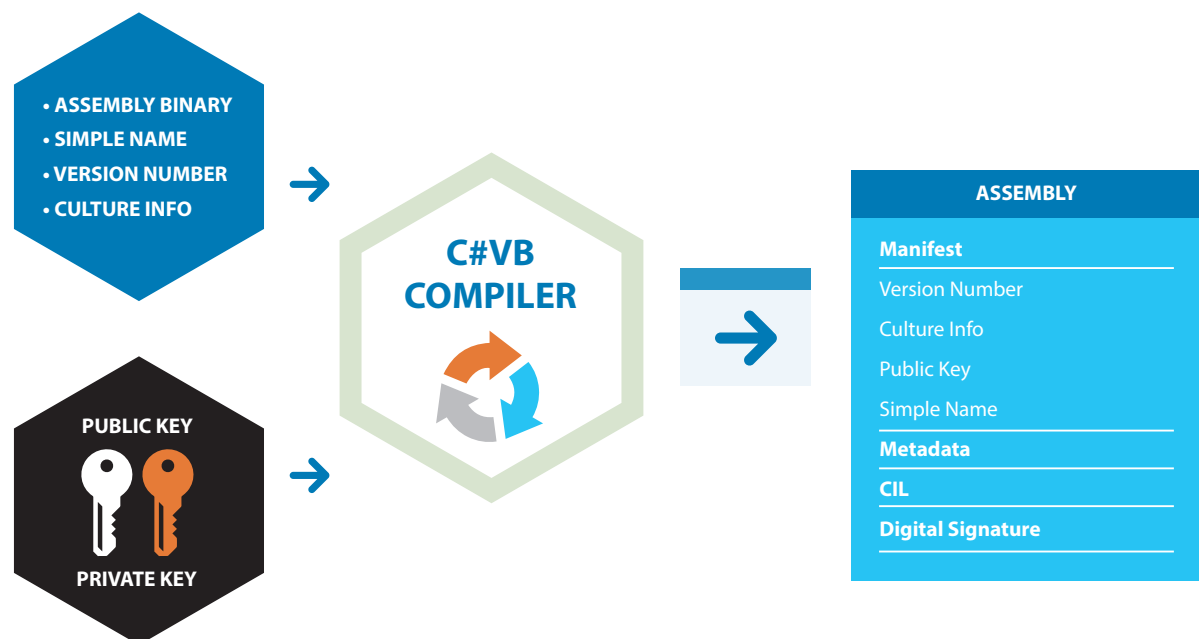 • ASSEMBLY BINARY
• SIMPLE NAME
• VERSION NUMBER
• CULTURE INFO
PUBLIC KEY
PRIVATE KEY
C#VB
COMPILER
ASSEMBLY
Manifest
Version Number
Culture Info
Public Key
Simple Name
Metadata
CIL
Digital Signature